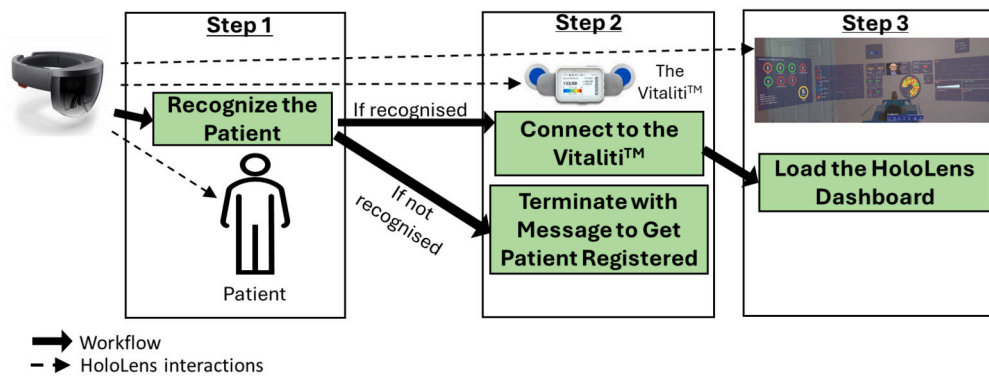 Step 1
Recognize the
Patient
Patient
If recognised
If not
recognised
Step 2
The
Vitaliti™
Connect to the
Vitaliti™
Terminate with
Message to Get
Patient Registered
Step 3
Load the HoloLens
Dashboard
Workflow
HoloLens interactions